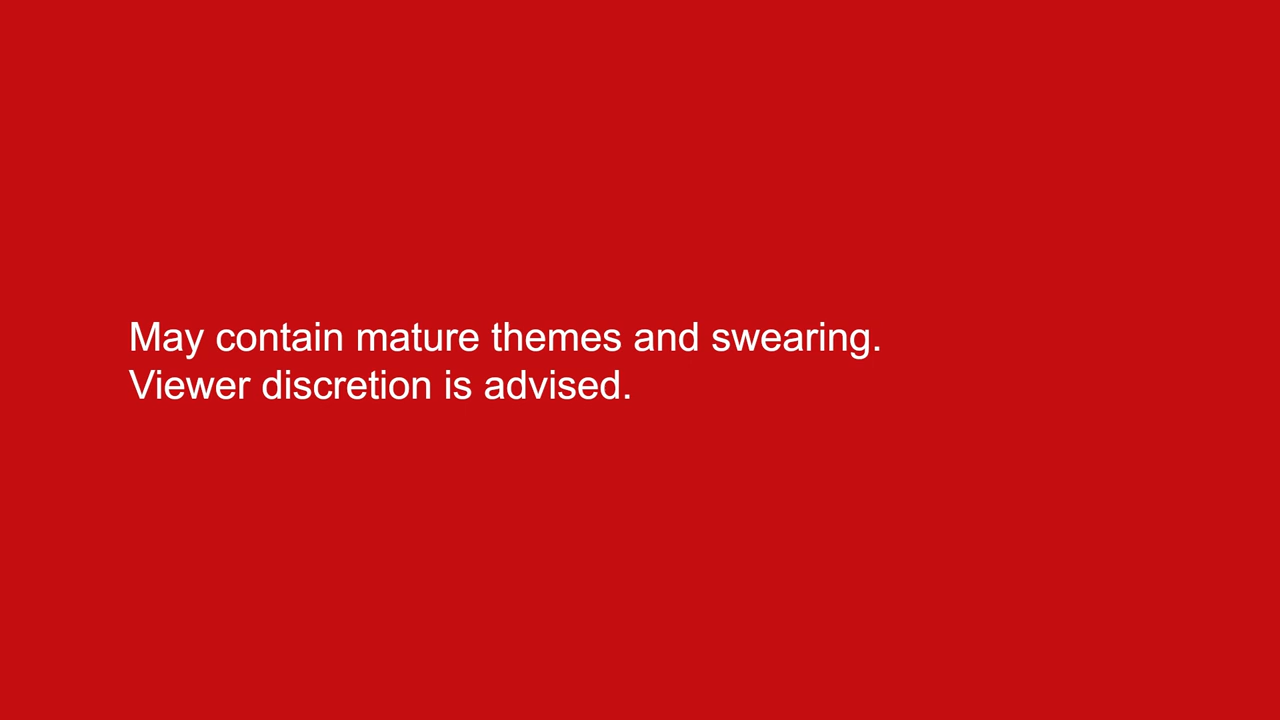 May contain mature themes and swearing.
Viewer discretion is advised.